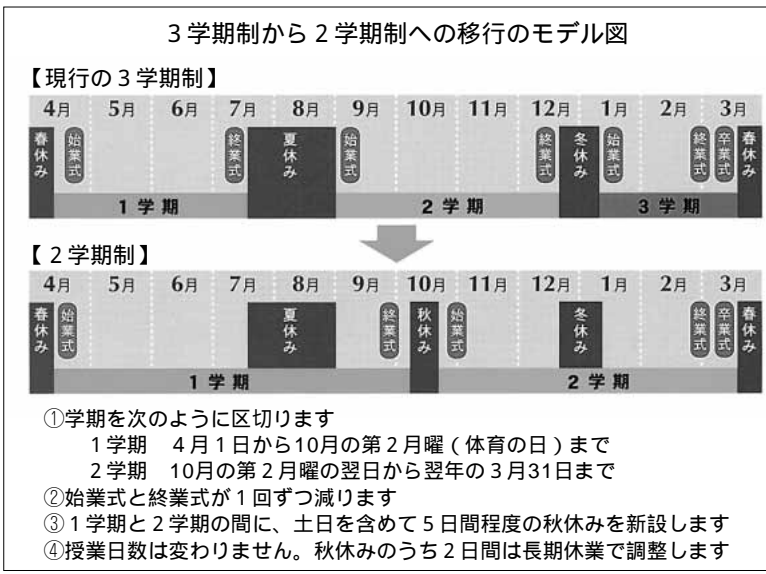 3学期制から2学期制への移行のモデル図
【現行の3学期制】
4月 5月 6月 7月 8月 9月 10月 11月 12月 1月 2月 3月
春休み 始業式 終業式 夏休み 始業式 終業式 冬休み 始業式 終業式 卒業式 春休み
1学期 2学期 3学期
【2学期制】
4月 5月 6月 7月 8月 9月 10月 11月 12月 1月 2月 3月
春休み 始業式 夏休み 終業式 秋休み 始業式 冬休み 終業式 卒業式 春休み
1学期 2学期
①学期を次のように区切ります
1学期 4月1日から10月の第2月曜(体育の日)まで
2学期 10月の第2月曜の翌日から翌年の3月31日まで
②始業式と終業式が1回ずつ減ります
③1学期と2学期の間に、土日を含めて5日間程度の秋休みを新設します
④授業日数は変わりません。秋休みのうち2日間は長期休業で調整します